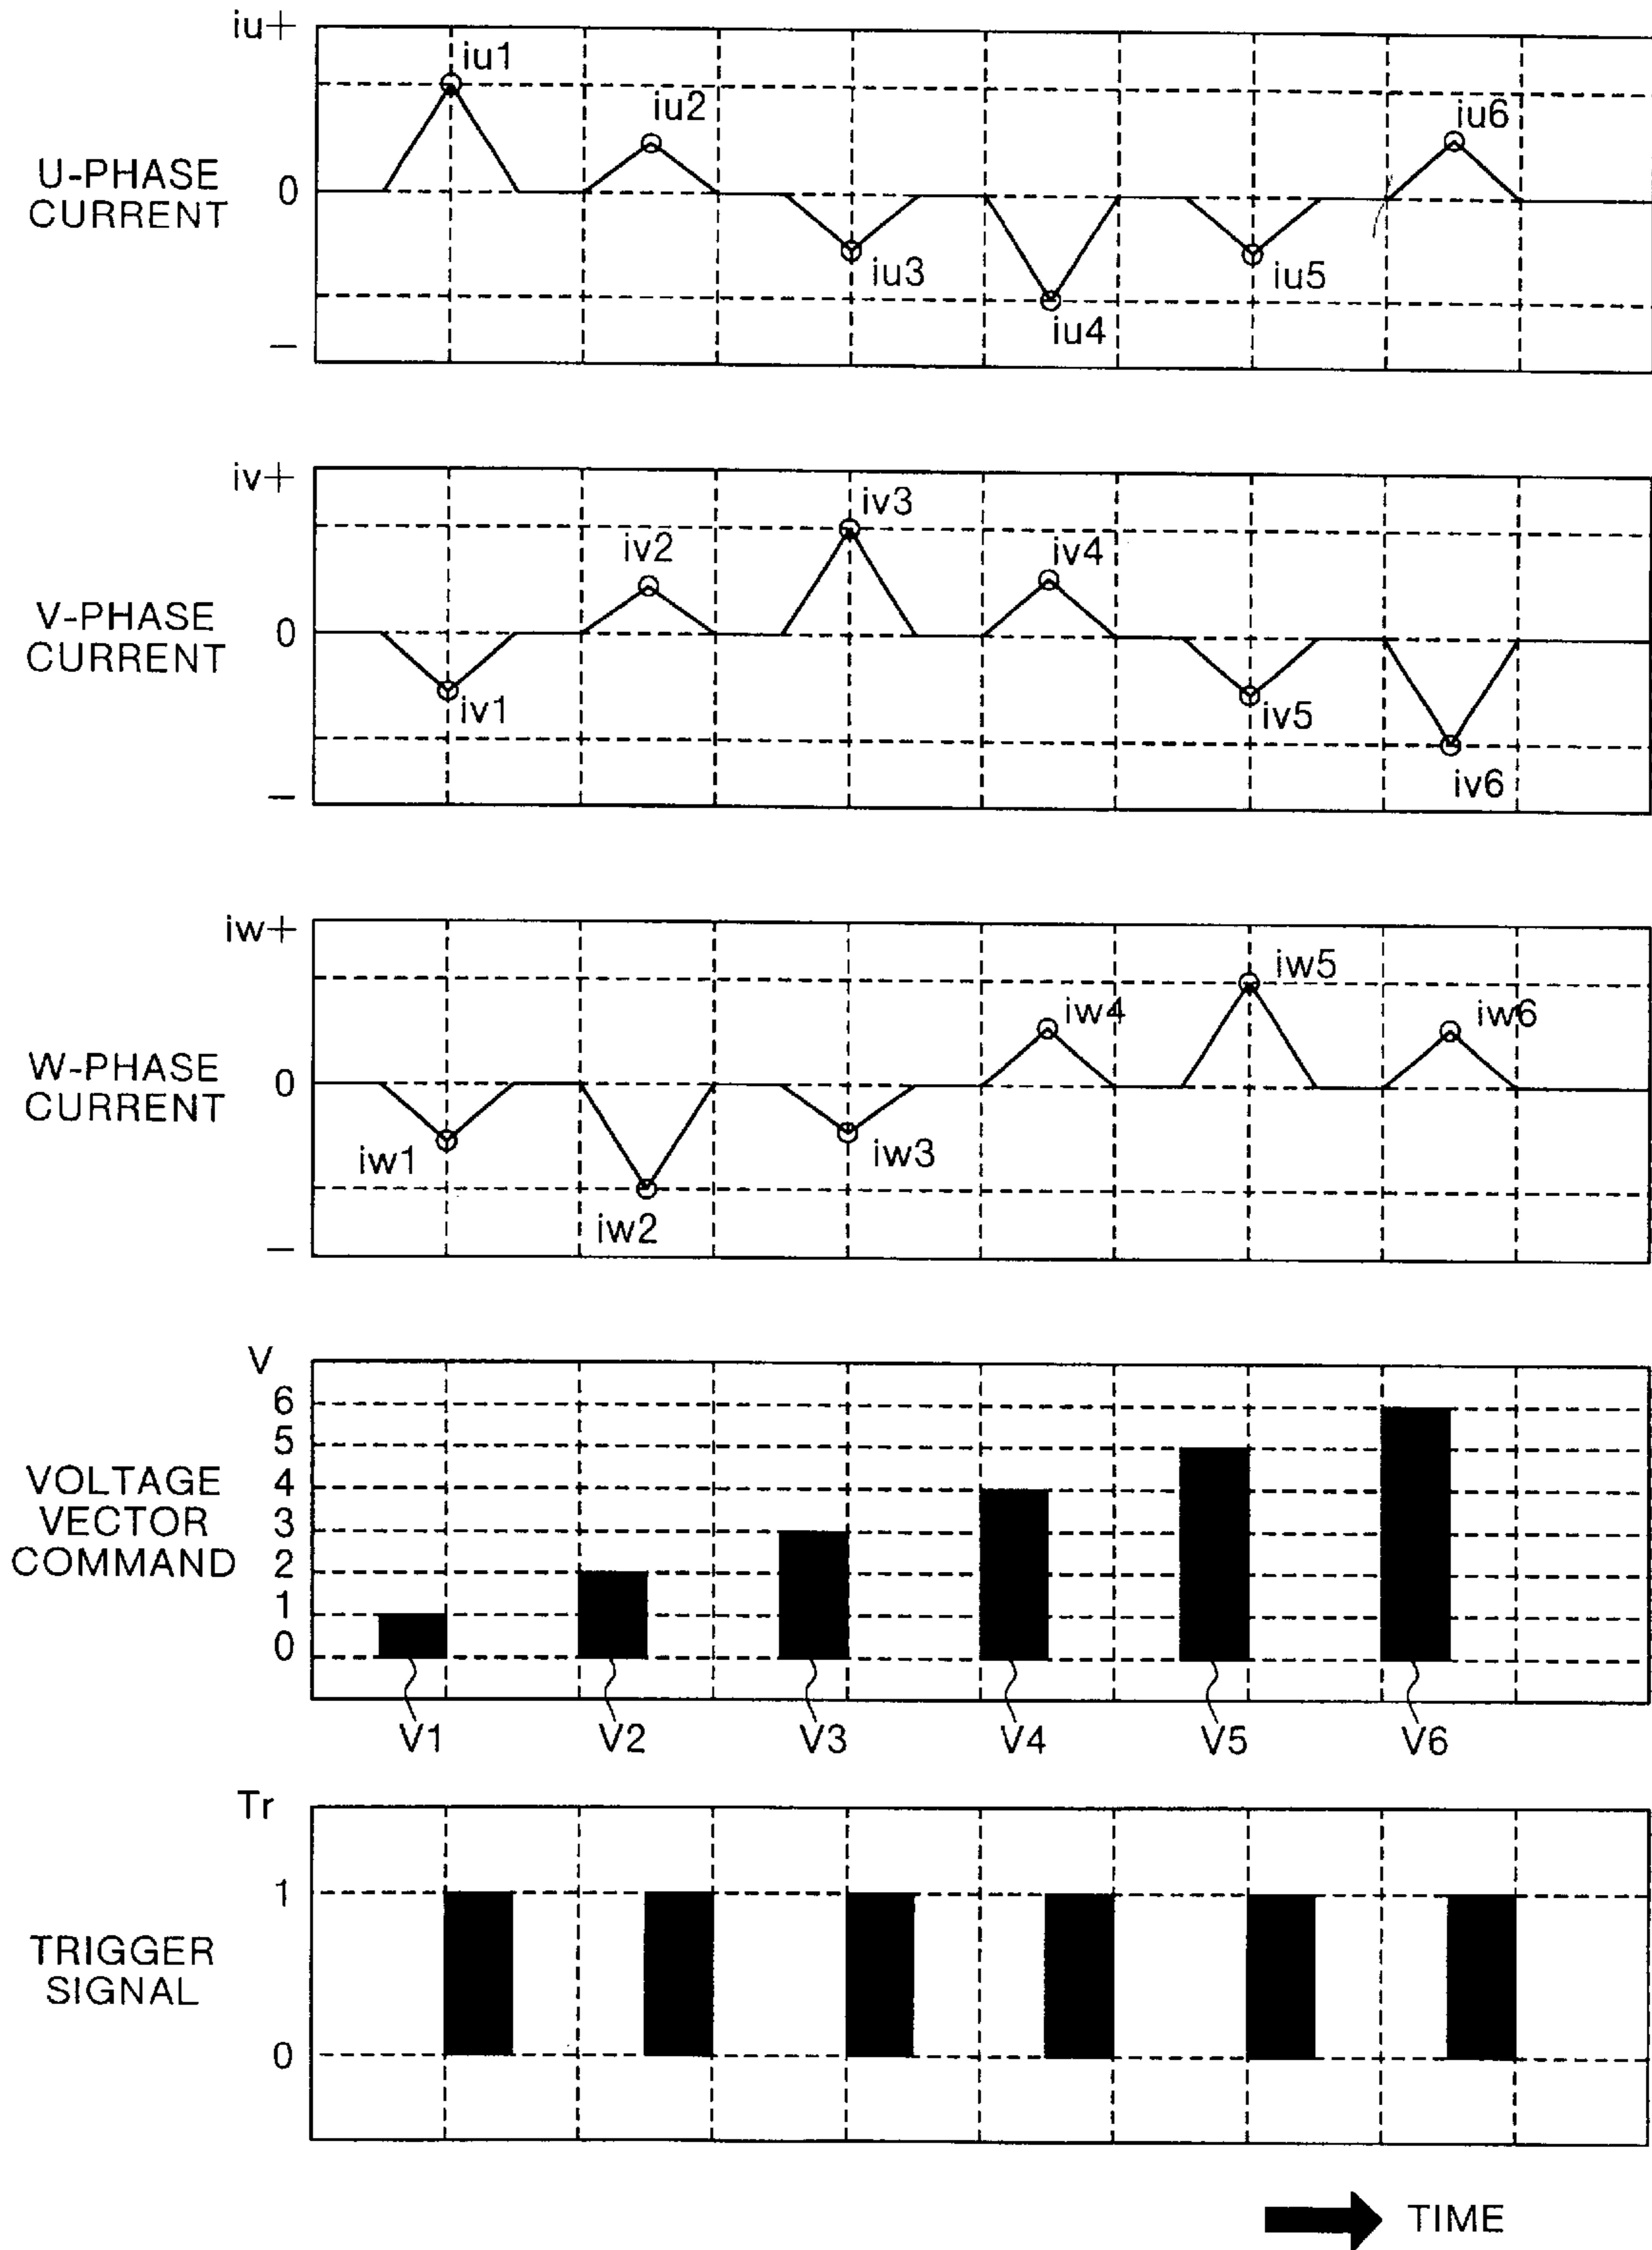 iu+
iu1
iu2
iu6
U-PHASE
CURRENT
0
iu3
iu5
iu4
−
iv+
iv3
iv2
iv4
V-PHASE
CURRENT
0
iv1
iv5
iv6
−
iw+
iw5
iw4
iw6
W-PHASE
CURRENT
0
iw1
iw3
iw2
−
V
6
5
4
3
2
1
0
VOLTAGE
VECTOR
COMMAND
V1 V2 V3 V4 V5 V6
Tr
1
TRIGGER
SIGNAL
0
TIME